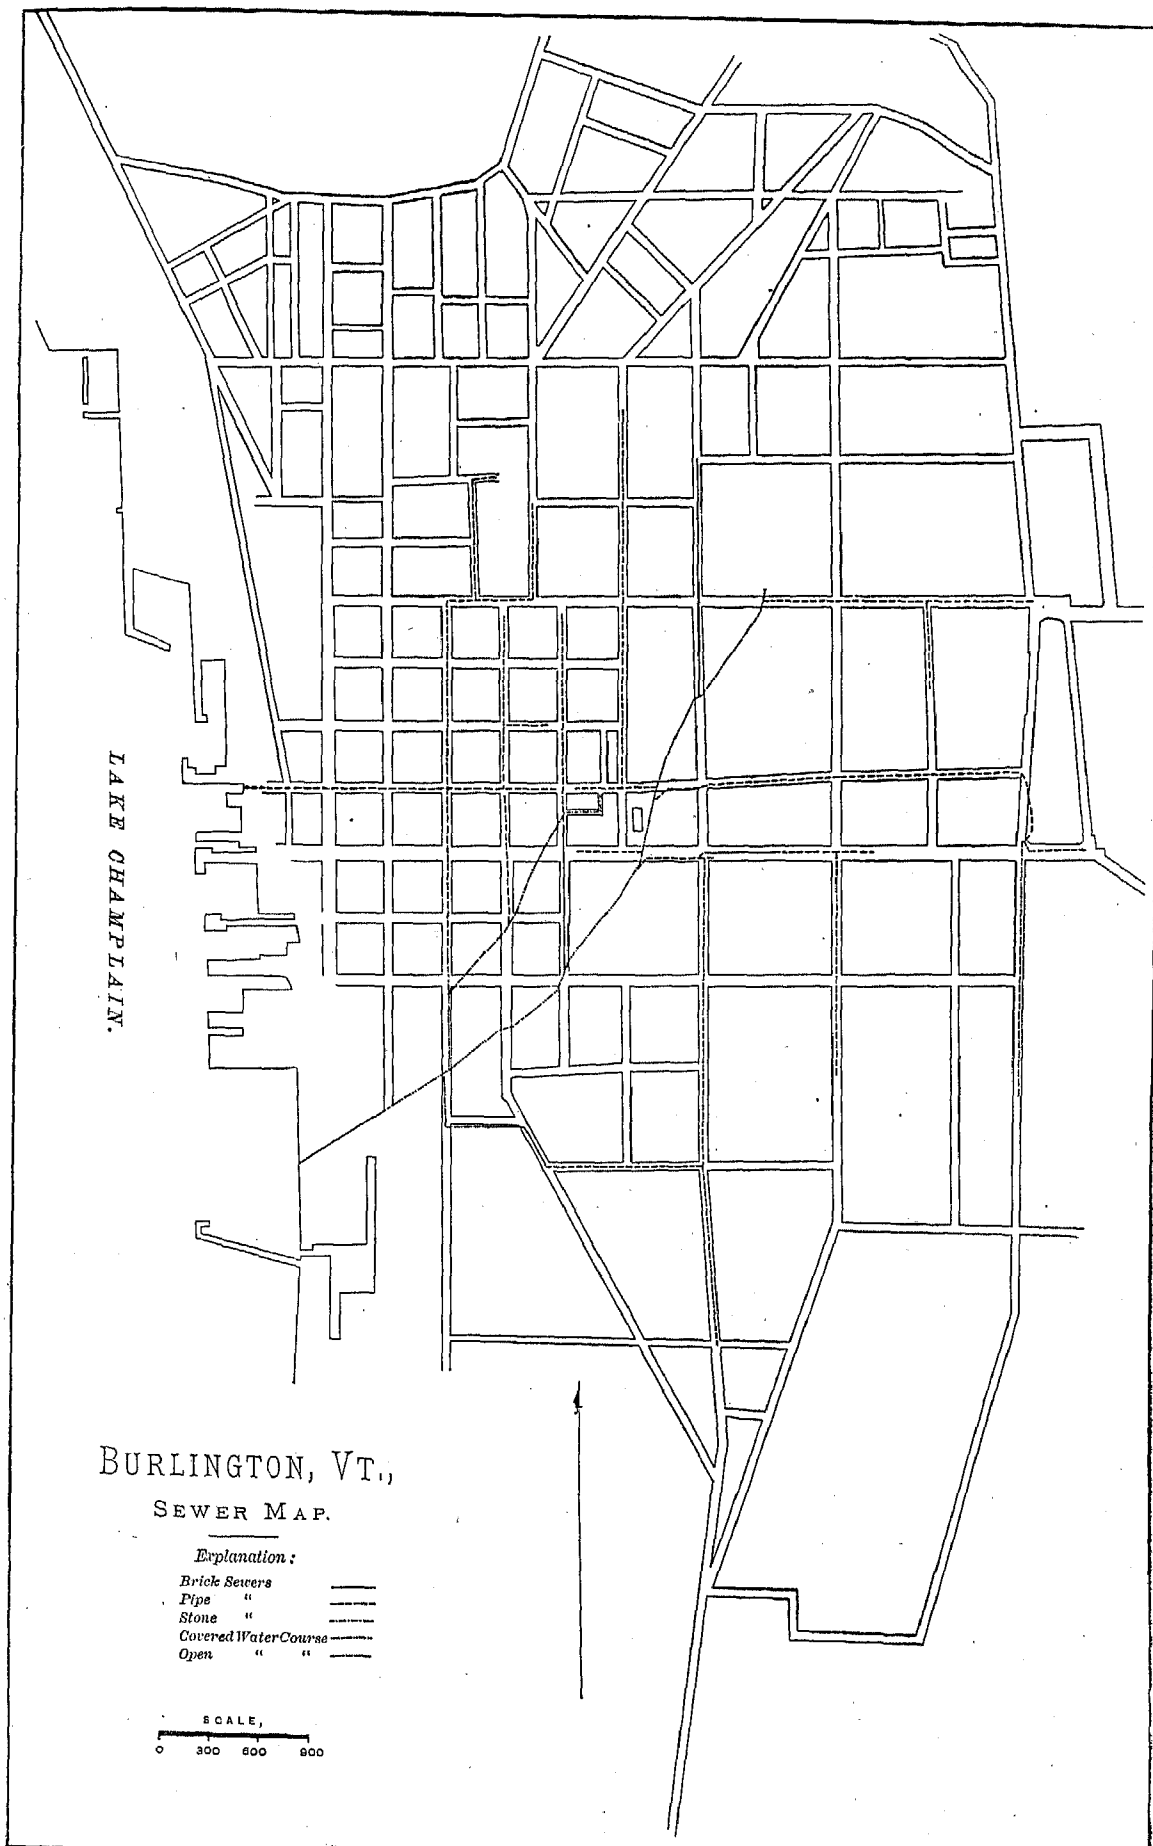 LAKE CHAMPLAIN.
BURLINGTON, VT.,
SEWER MAP.
Explanation:
Brick Sewers
Pipe "
Stone "
Covered Water Course
Open " "
SCALE,
0 300 600 900